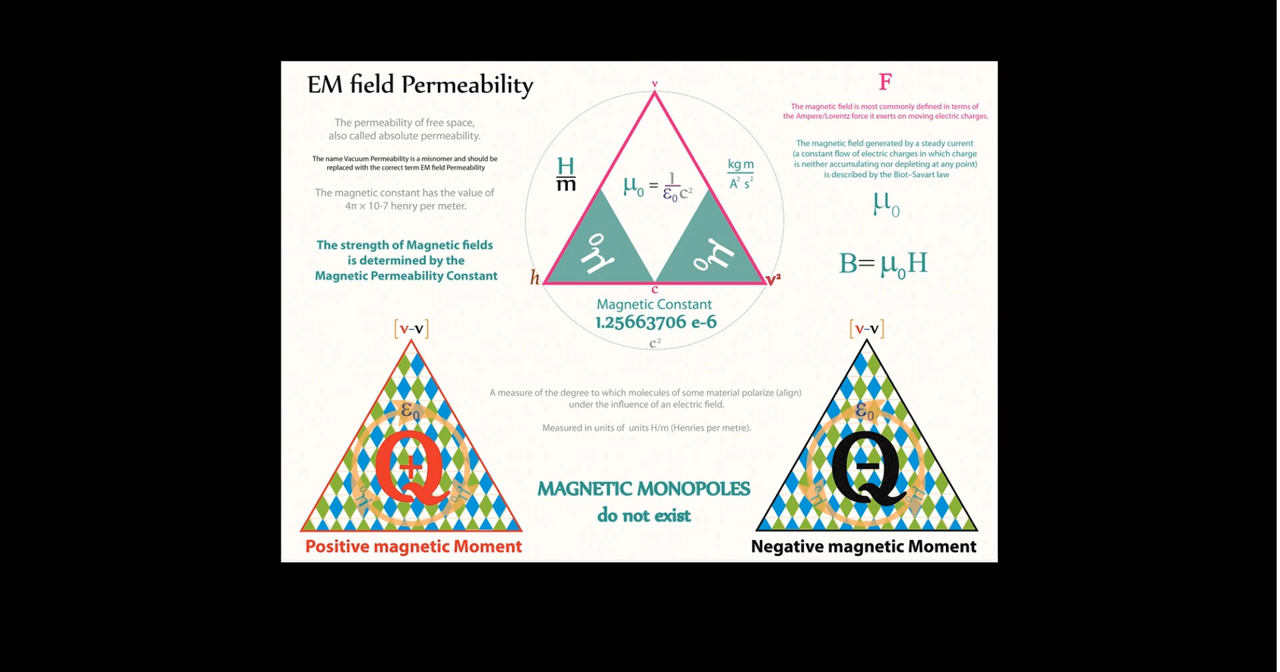 EM field Permeability
The permeability of free space,
also called absolute permeability.
The name Vacuum Permeability is a misnomer and should be
replaced with the correct term EM field Permeability
The magnetic constant has the value of
4π × 10-7 henry per meter.
The strength of Magnetic fields
is determined by the
Magnetic Permeability Constant
v
H
m
μ₀ = 1
ε₀c²
kg m
A² s²
μ₀
μ₀
h
c
v²
Magnetic Constant
1.25663706 e-6
c²
F
The magnetic field is most commonly defined in terms of
the Ampere/Lorentz force it exerts on moving electric charges.
The magnetic field generated by a steady current
(a constant flow of electric charges in which charge
is neither accumulating nor depleting at any point)
is described by the Biot–Savart law
μ₀
B=μ₀H
[v-v]
ε₀
Q
+
μ₀
μ₀
Positive magnetic Moment
A measure of the degree to which molecules of some material polarize (align)
under the influence of an electric field.
Measured in units of units H/m (Henries per metre).
MAGNETIC MONOPOLES
do not exist
[v-v]
ε₀
Q
-
μ₀
μ₀
Negative magnetic Moment